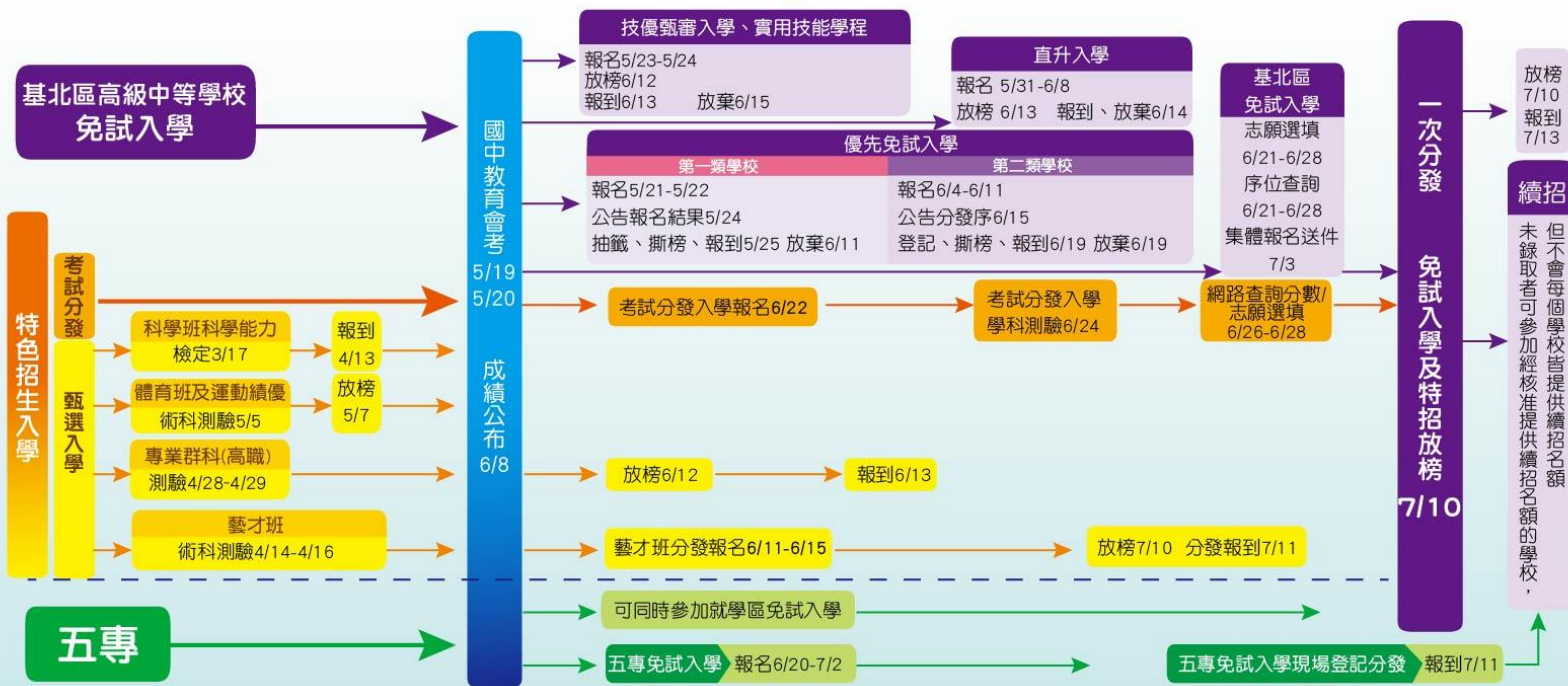 基北區高級中等學校
免試入學
特色招生入學
考試分發
甄選入學
科學班科學能力
檢定3/17
報到
4/13
體育班及運動績優
術科測驗5/5
放榜
5/7
專業群科(高職)
測驗4/28-4/29
藝才班
術科測驗4/14-4/16
五專
國中教育會考
5/19
5/20
成績公布
6/8
技優甄審入學、實用技能學程
報名5/23-5/24
放榜6/12
報到6/13 放棄6/15
直升入學
報名 5/31-6/8
放榜 6/13 報到、放棄6/14
優先免試入學
第一類學校
報名5/21-5/22
公告報名結果5/24
抽籤、撕榜、報到5/25 放棄6/11
第二類學校
報名6/4-6/11
公告分發序6/15
登記、撕榜、報到6/19 放棄6/19
基北區
免試入學
志願選填
6/21-6/28
序位查詢
6/21-6/28
集體報名送件
7/3
考試分發入學報名6/22
考試分發入學
學科測驗6/24
網路查詢分數/
志願選填
6/26-6/28
放榜6/12
報到6/13
藝才班分發報名6/11-6/15
放榜7/10 分發報到7/11
可同時參加就學區免試入學
五專免試入學
報名6/20-7/2
五專免試入學現場登記分發
報到7/11
一次分發
免試入學及特招放榜
7/10
放榜
7/10
報到
7/13
續招
未錄取者可參加經核准提供續招名額的學校，
但不會每個學校皆提供續招名額